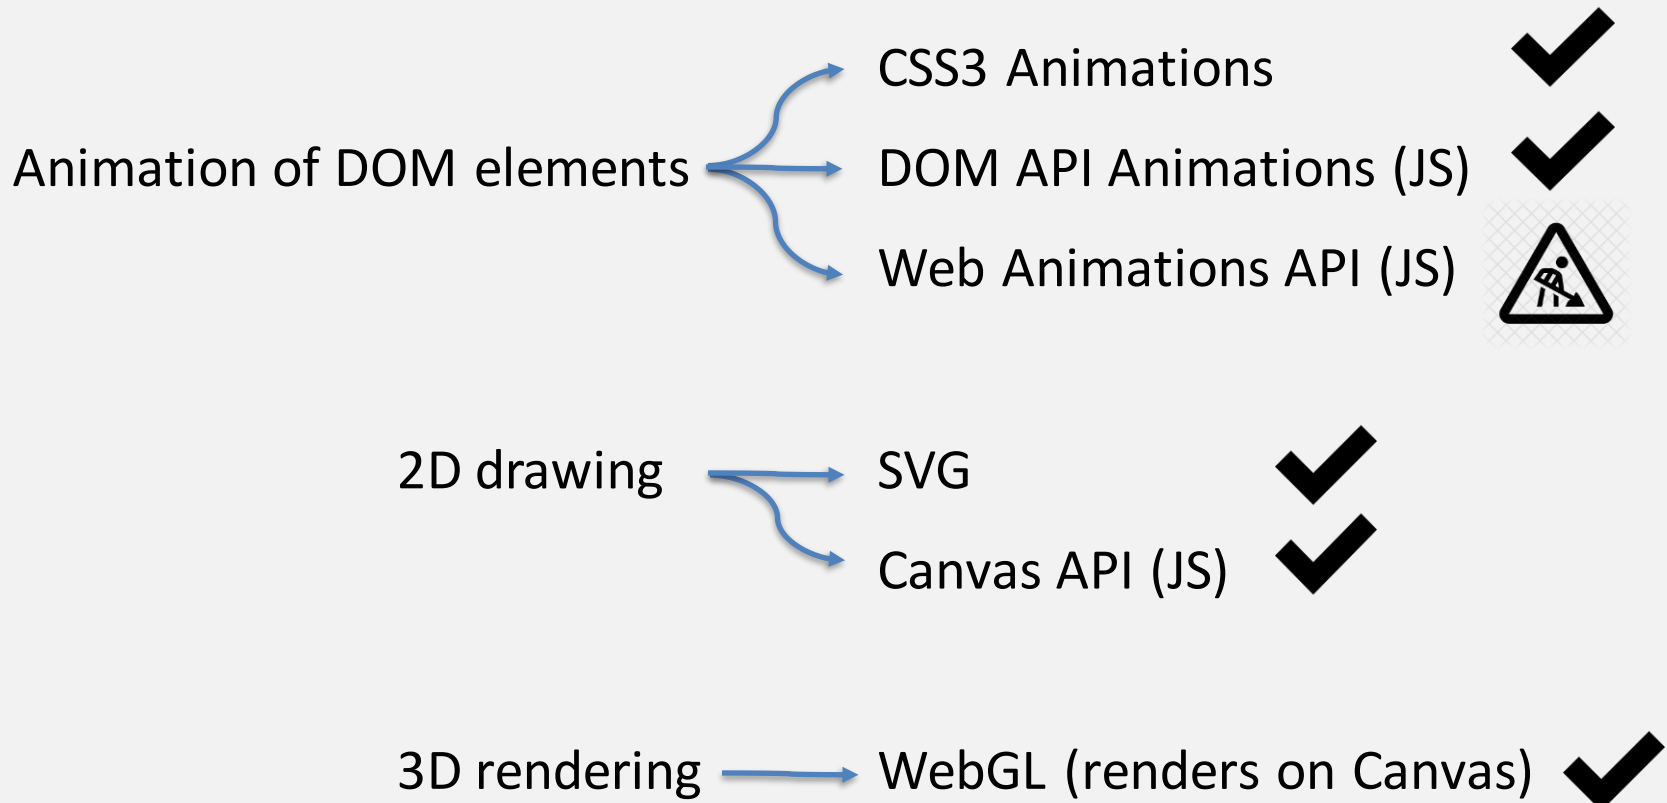 CSS3 Animations
Animation of DOM elements
DOM API Animations (JS)
Web Animations API (JS)
2D drawing
SVG
Canvas API (JS)
3D rendering
WebGL (renders on Canvas)